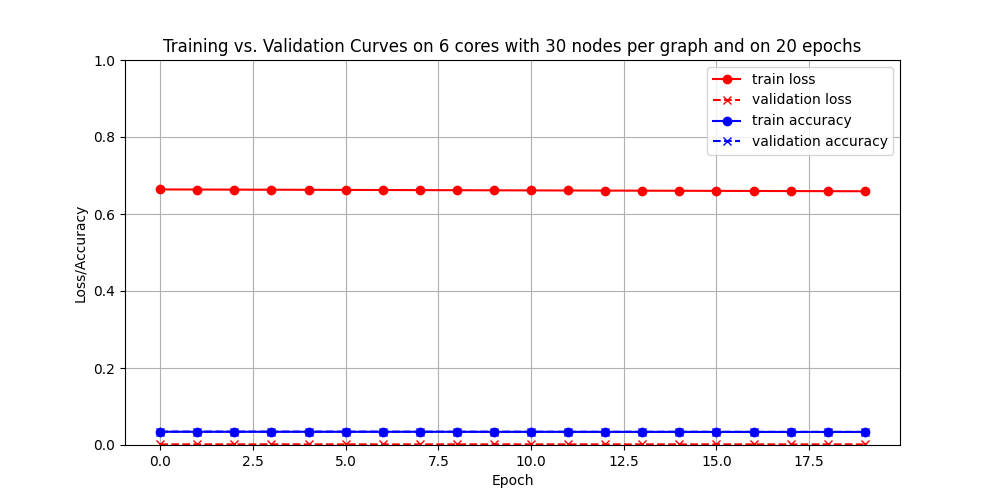 Training vs. Validation Curves on 6 cores with 30 nodes per graph and on 20 epochs
1.0
train loss
validation loss
train accuracy
validation accuracy
0.8
0.6
0.4
0.2
0.0
Loss/Accuracy
0.0 2.5 5.0 7.5 10.0 12.5 15.0 17.5
Epoch